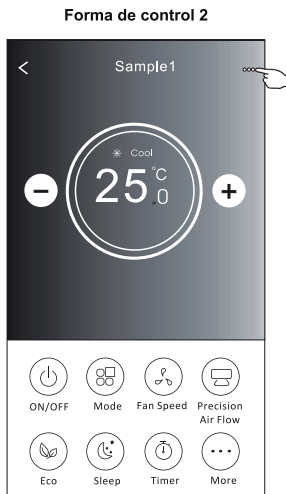 Forma de control 2
Sample1
Cool
25.0°C
ON/OFF Mode Fan Speed Precision Air Flow
Eco Sleep Timer More